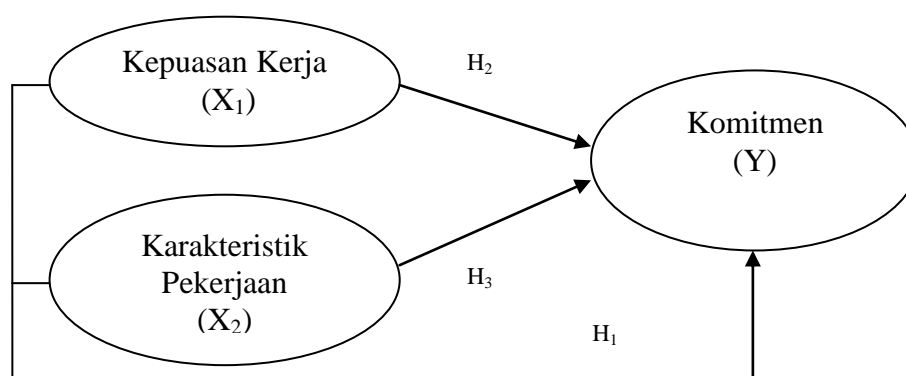 Kepuasan Kerja
(X₁)
H₂
Komitmen
(Y)
Karakteristik
Pekerjaan
(X₂)
H₃
H₁